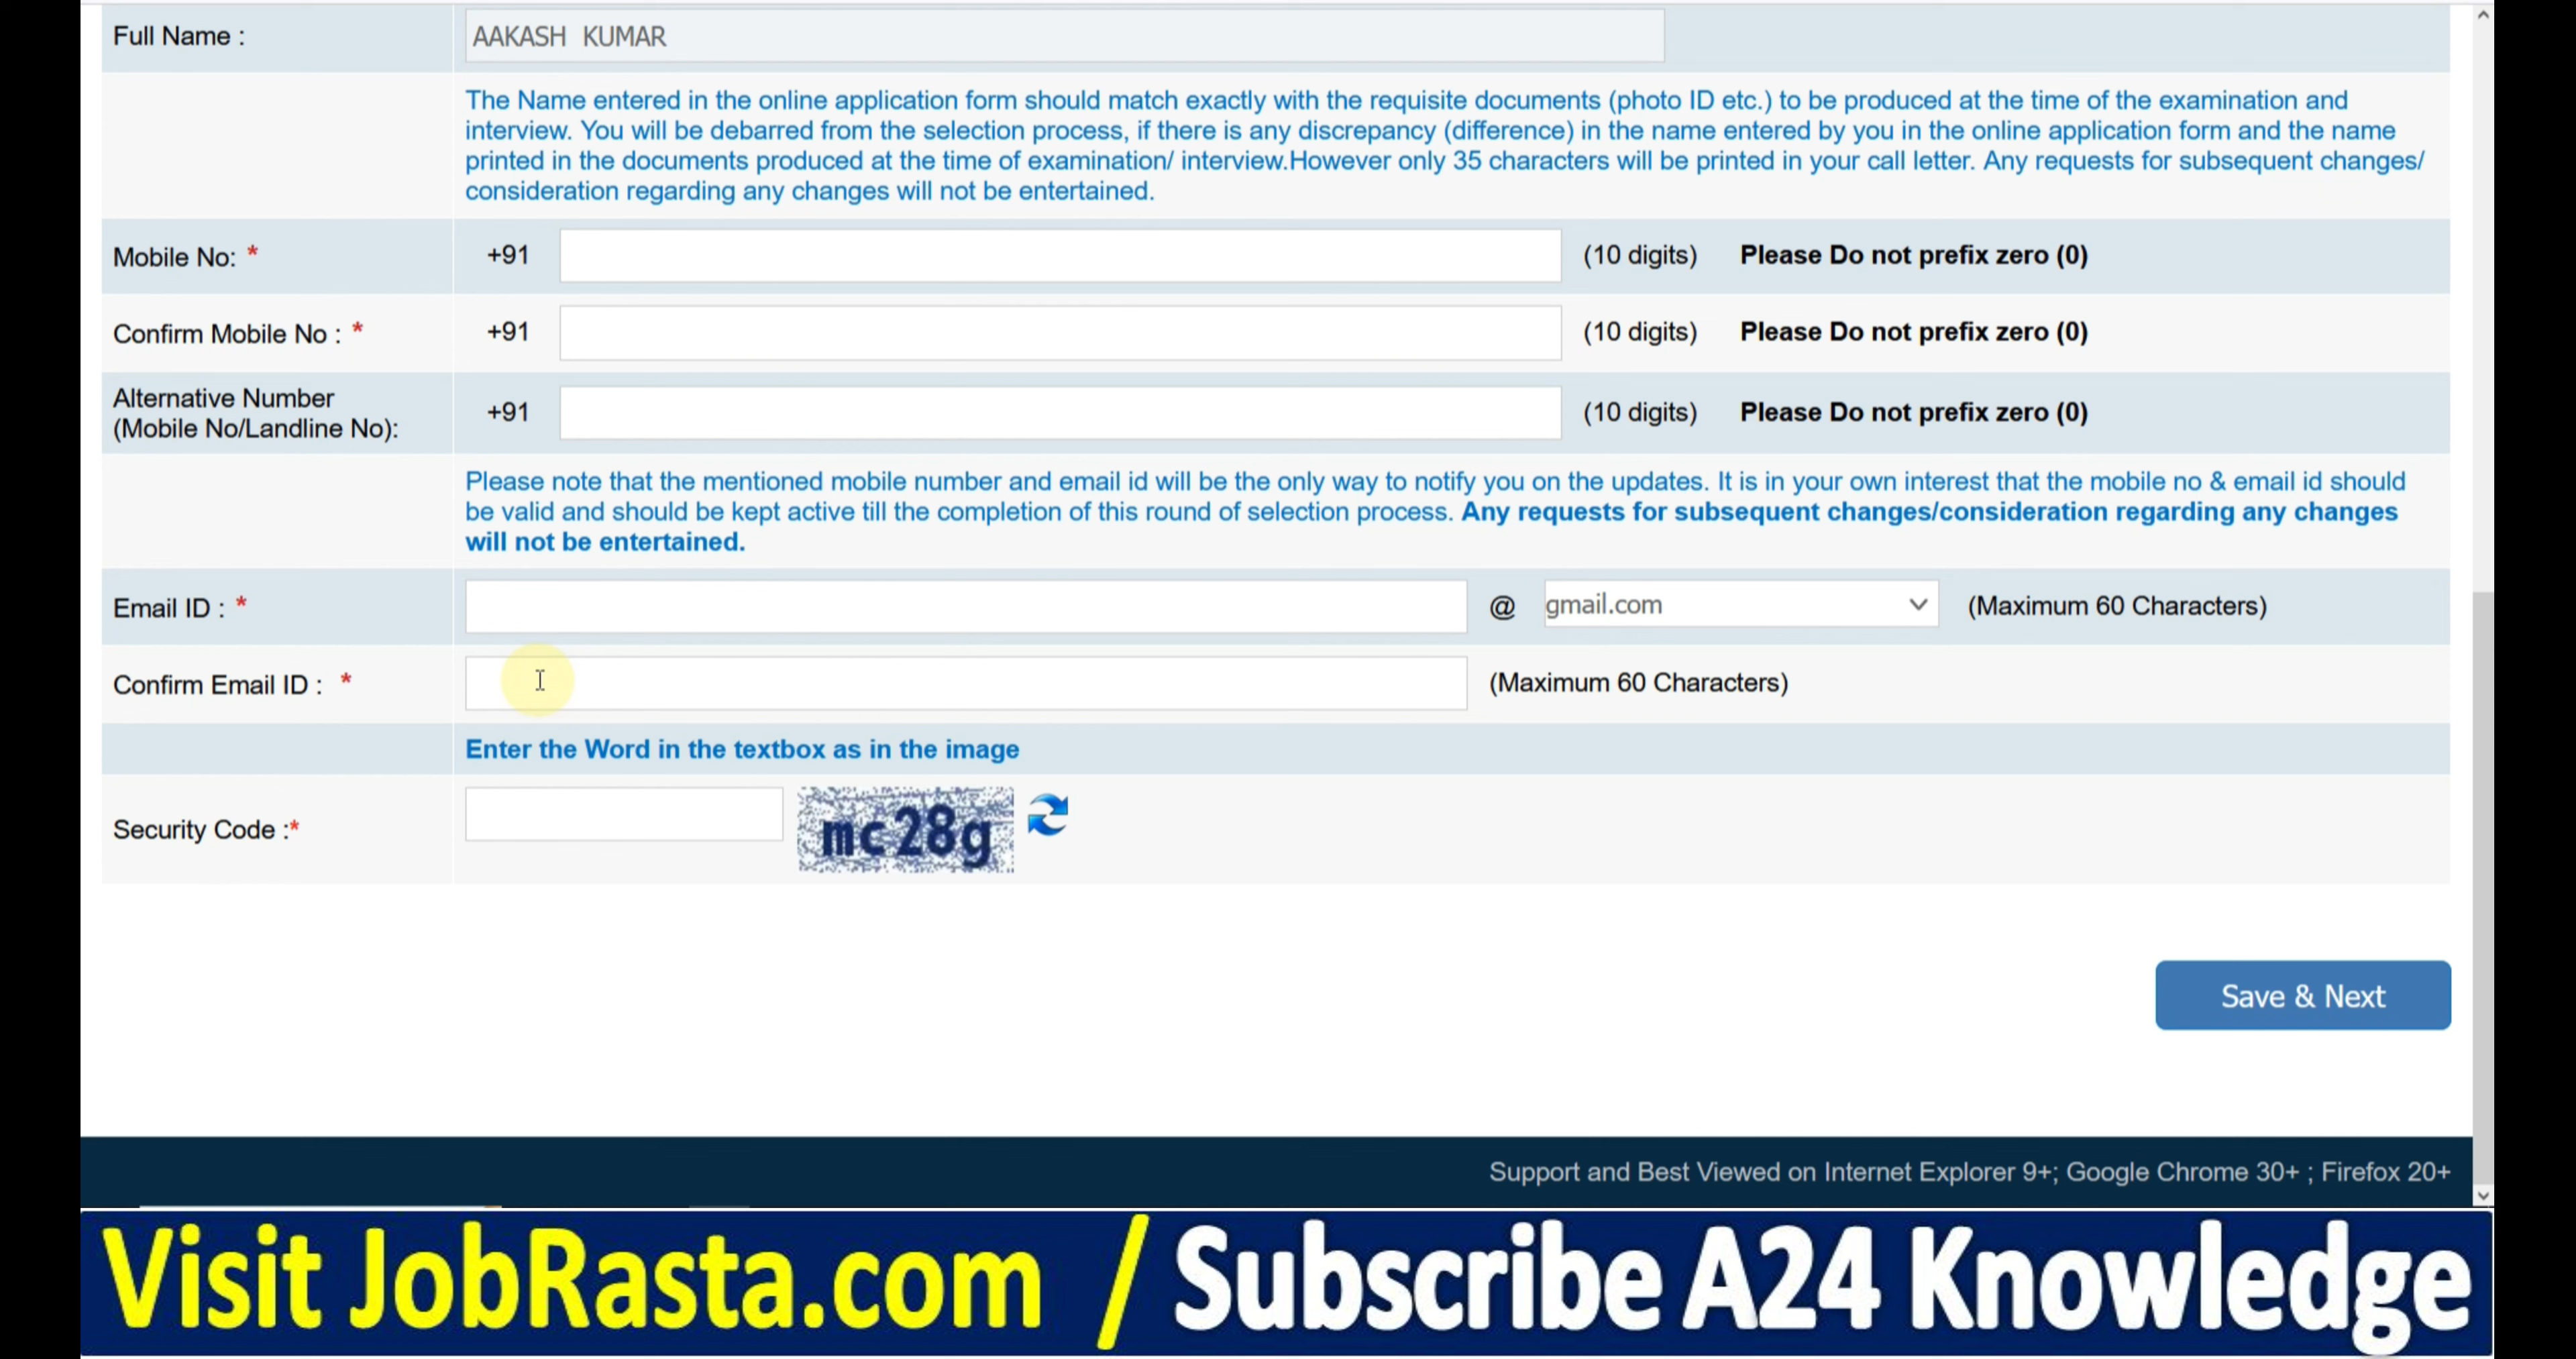 Full Name :
AAKASH  KUMAR
The Name entered in the online application form should match exactly with the requisite documents (photo ID etc.) to be produced at the time of the examination and
interview. You will be debarred from the selection process, if there is any discrepancy (difference) in the name entered by you in the online application form and the name
printed in the documents produced at the time of examination/ interview.However only 35 characters will be printed in your call letter. Any requests for subsequent changes/
consideration regarding any changes will not be entertained.
Mobile No: * +91 (10 digits) Please Do not prefix zero (0)
Confirm Mobile No : * +91 (10 digits) Please Do not prefix zero (0)
Alternative Number
(Mobile No/Landline No):
+91 (10 digits) Please Do not prefix zero (0)
Please note that the mentioned mobile number and email id will be the only way to notify you on the updates. It is in your own interest that the mobile no & email id should
be valid and should be kept active till the completion of this round of selection process. Any requests for subsequent changes/consideration regarding any changes
will not be entertained.
Email ID : * @ gmail.com (Maximum 60 Characters)
Confirm Email ID : * (Maximum 60 Characters)
Enter the Word in the textbox as in the image
Security Code :* mc28g
Save & Next
Support and Best Viewed on Internet Explorer 9+; Google Chrome 30+ ; Firefox 20+
Visit JobRasta.com / Subscribe A24 Knowledge